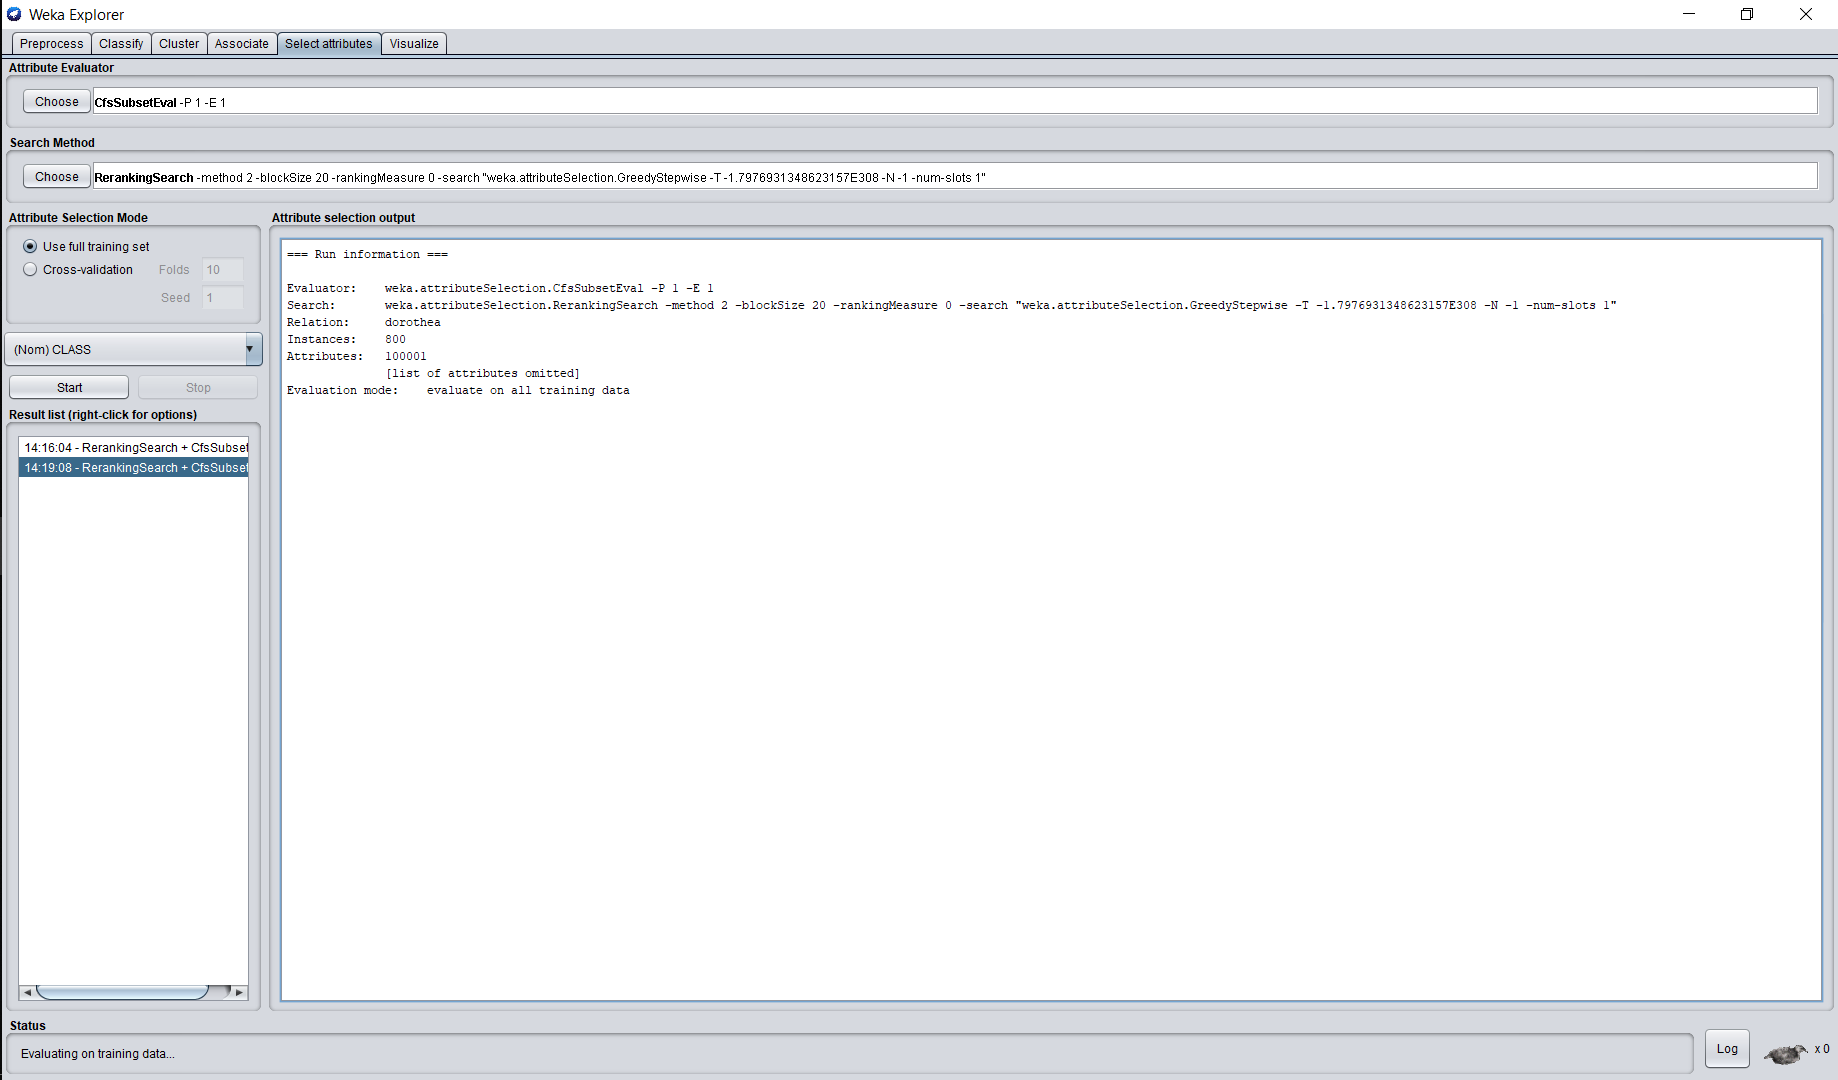 Weka Explorer
Preprocess Classify Cluster Associate Select attributes Visualize
Attribute Evaluator
Choose CfsSubsetEval -P 1 -E 1
Search Method
Choose RerankingSearch -method 2 -blockSize 20 -rankingMeasure 0 -search "weka.attributeSelection.GreedyStepwise -T -1.7976931348623157E308 -N -1 -num-slots 1"
Attribute Selection Mode
Use full training set
Cross-validation Folds 10
Seed 1
(Nom) CLASS
Start Stop
Result list (right-click for options)
14:16:04 - RerankingSearch + CfsSubset
14:19:08 - RerankingSearch + CfsSubset
Attribute selection output
=== Run information ===
Evaluator: weka.attributeSelection.CfsSubsetEval -P 1 -E 1
Search: weka.attributeSelection.RerankingSearch -method 2 -blockSize 20 -rankingMeasure 0 -search "weka.attributeSelection.GreedyStepwise -T -1.7976931348623157E308 -N -1 -num-slots 1"
Relation: dorothea
Instances: 800
Attributes: 100001
[list of attributes omitted]
Evaluation mode: evaluate on all training data
Status
Evaluating on training data...
Log x 0